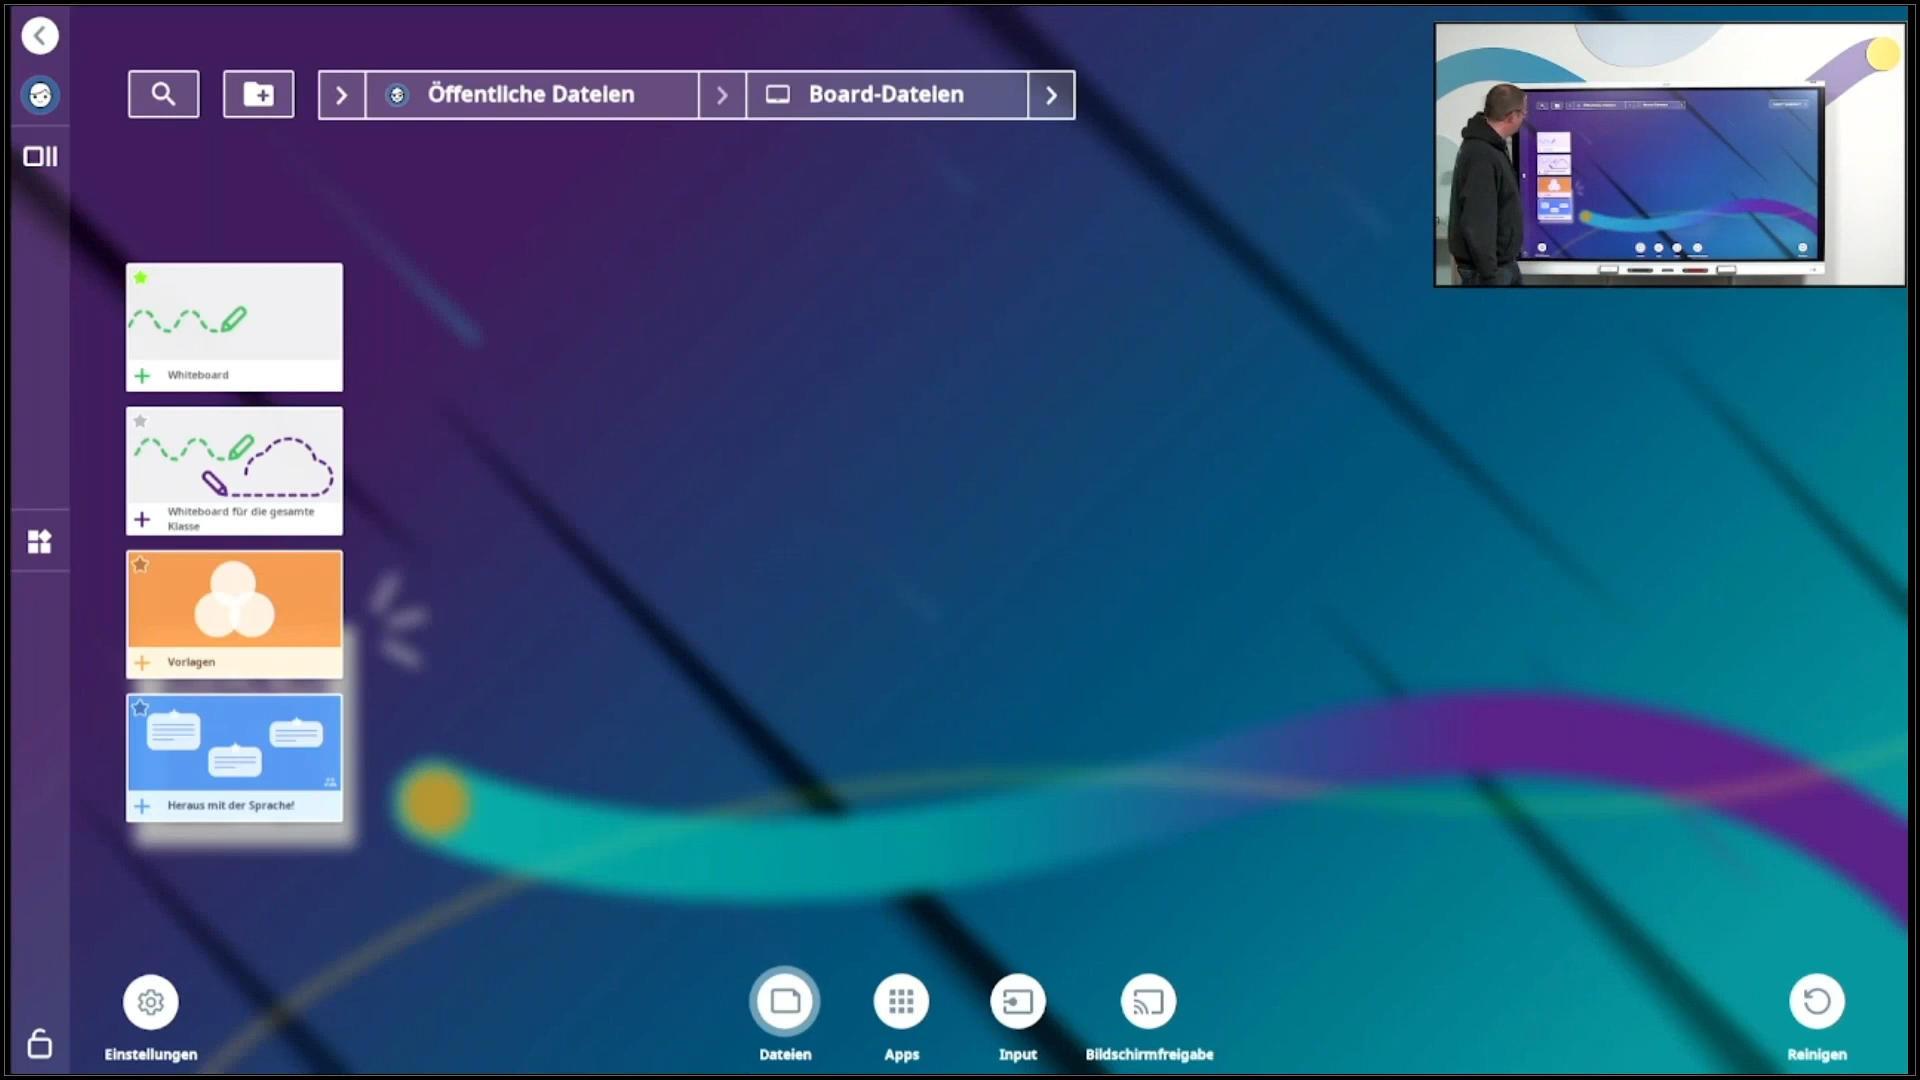 Öffentliche Dateien
Board-Dateien
Whiteboard
Whiteboard für die gesamte
Klasse
Vorlagen
Heraus mit der Sprache!
Einstellungen
Dateien
Apps
Input
Bildschirmfreigabe
Reinigen